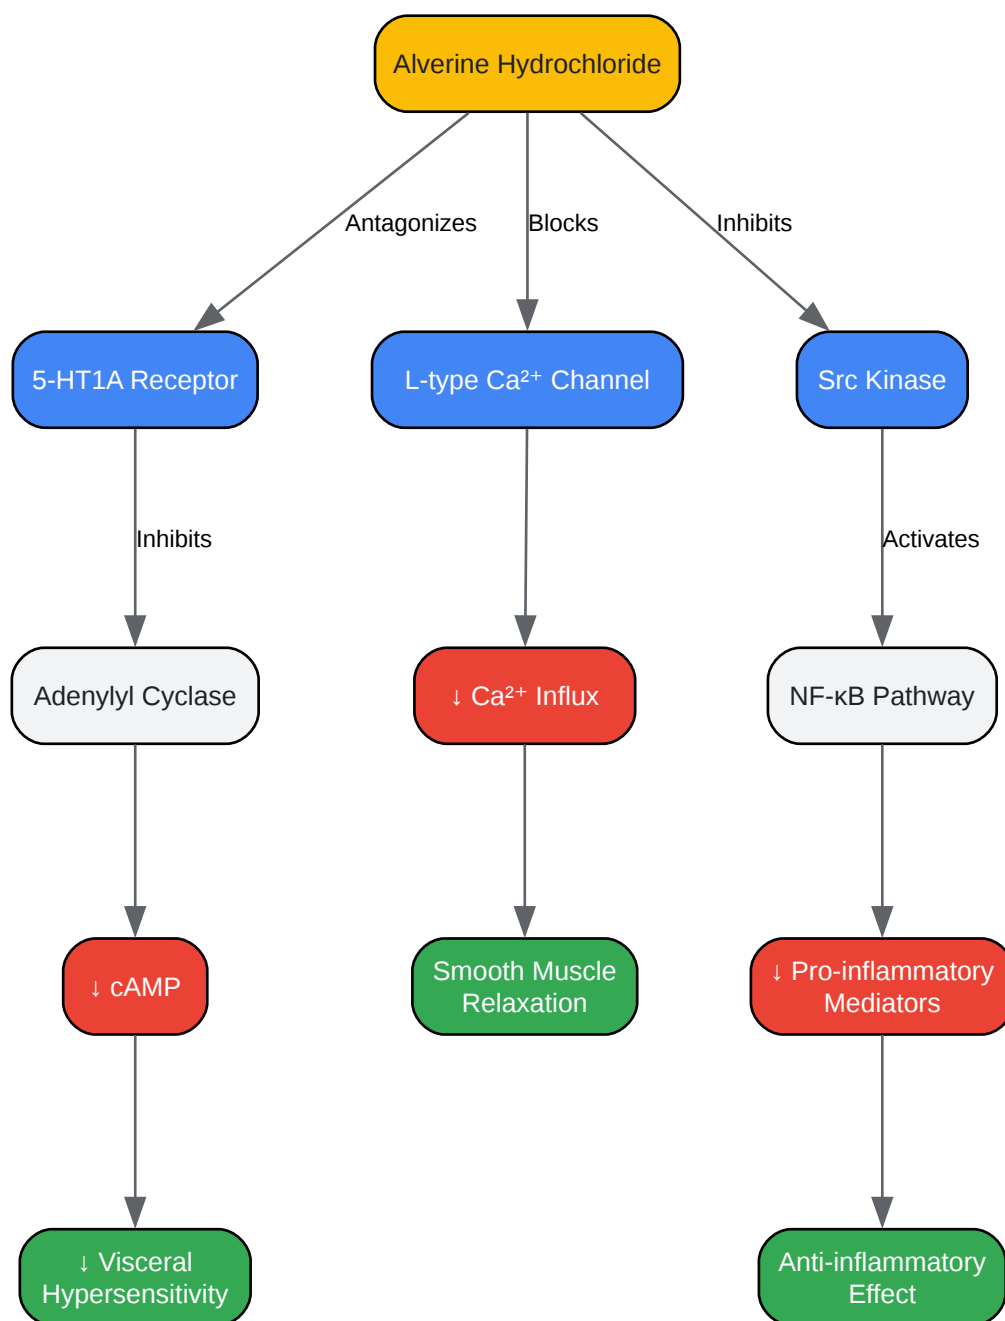 Alverine Hydrochloride
Antagonizes
Blocks
Inhibits
5-HT1A Receptor
L-type Ca²⁺ Channel
Src Kinase
Inhibits
Activates
Adenylyl Cyclase
↓ Ca²⁺ Influx
NF-κB Pathway
↓ cAMP
Smooth Muscle
Relaxation
↓ Pro-inflammatory
Mediators
↓ Visceral
Hypersensitivity
Anti-inflammatory
Effect